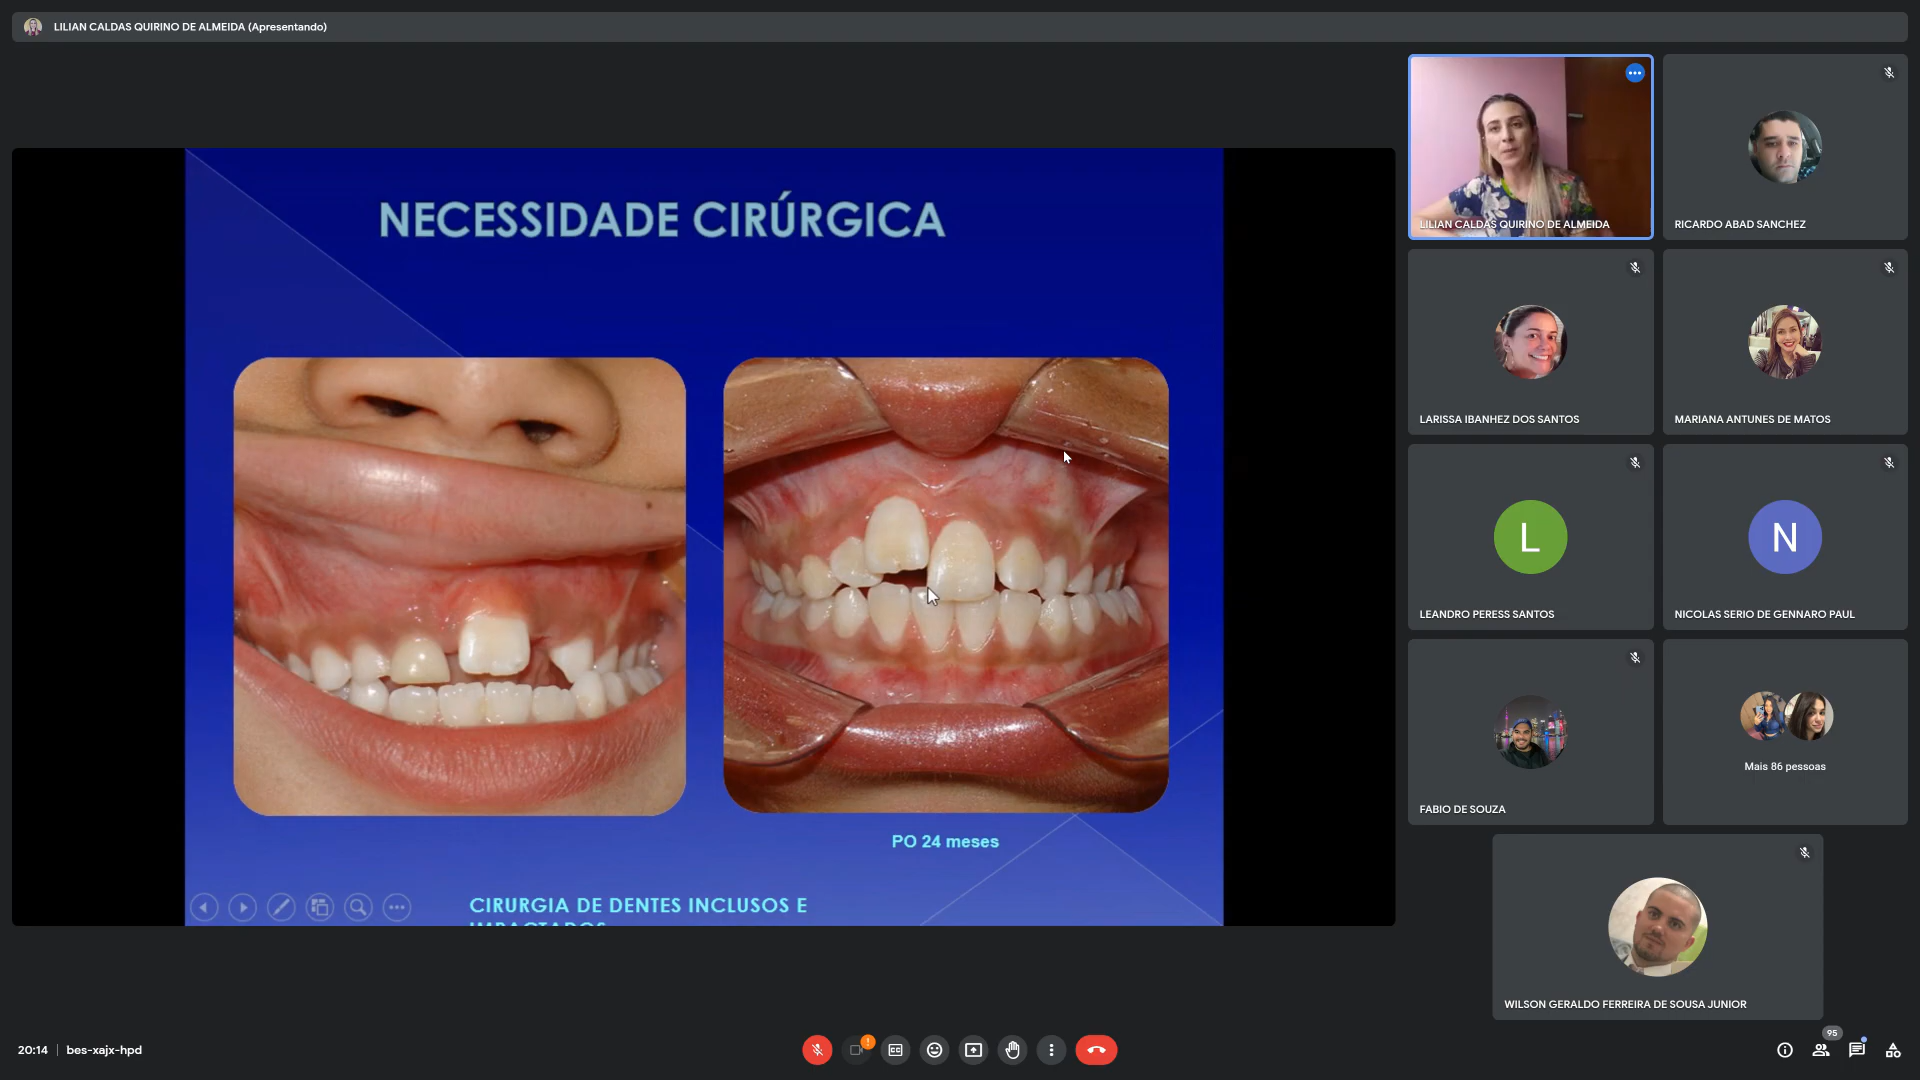 LILIAN CALDAS QUIRINO DE ALMEIDA (Apresentando)
NECESSIDADE CIRÚRGICA
PO 24 meses
CIRURGIA DE DENTES INCLUSOS E
IMPACTADOS
LILIAN CALDAS QUIRINO DE ALMEIDA
RICARDO ABAD SANCHEZ
LARISSA IBANHEZ DOS SANTOS
MARIANA ANTUNES DE MATOS
L
LEANDRO PERESS SANTOS
N
NICOLAS SERIO DE GENNARO PAUL
FABIO DE SOUZA
Mais 86 pessoas
WILSON GERALDO FERREIRA DE SOUSA JUNIOR
20:14 | bes-xajx-hpd
95